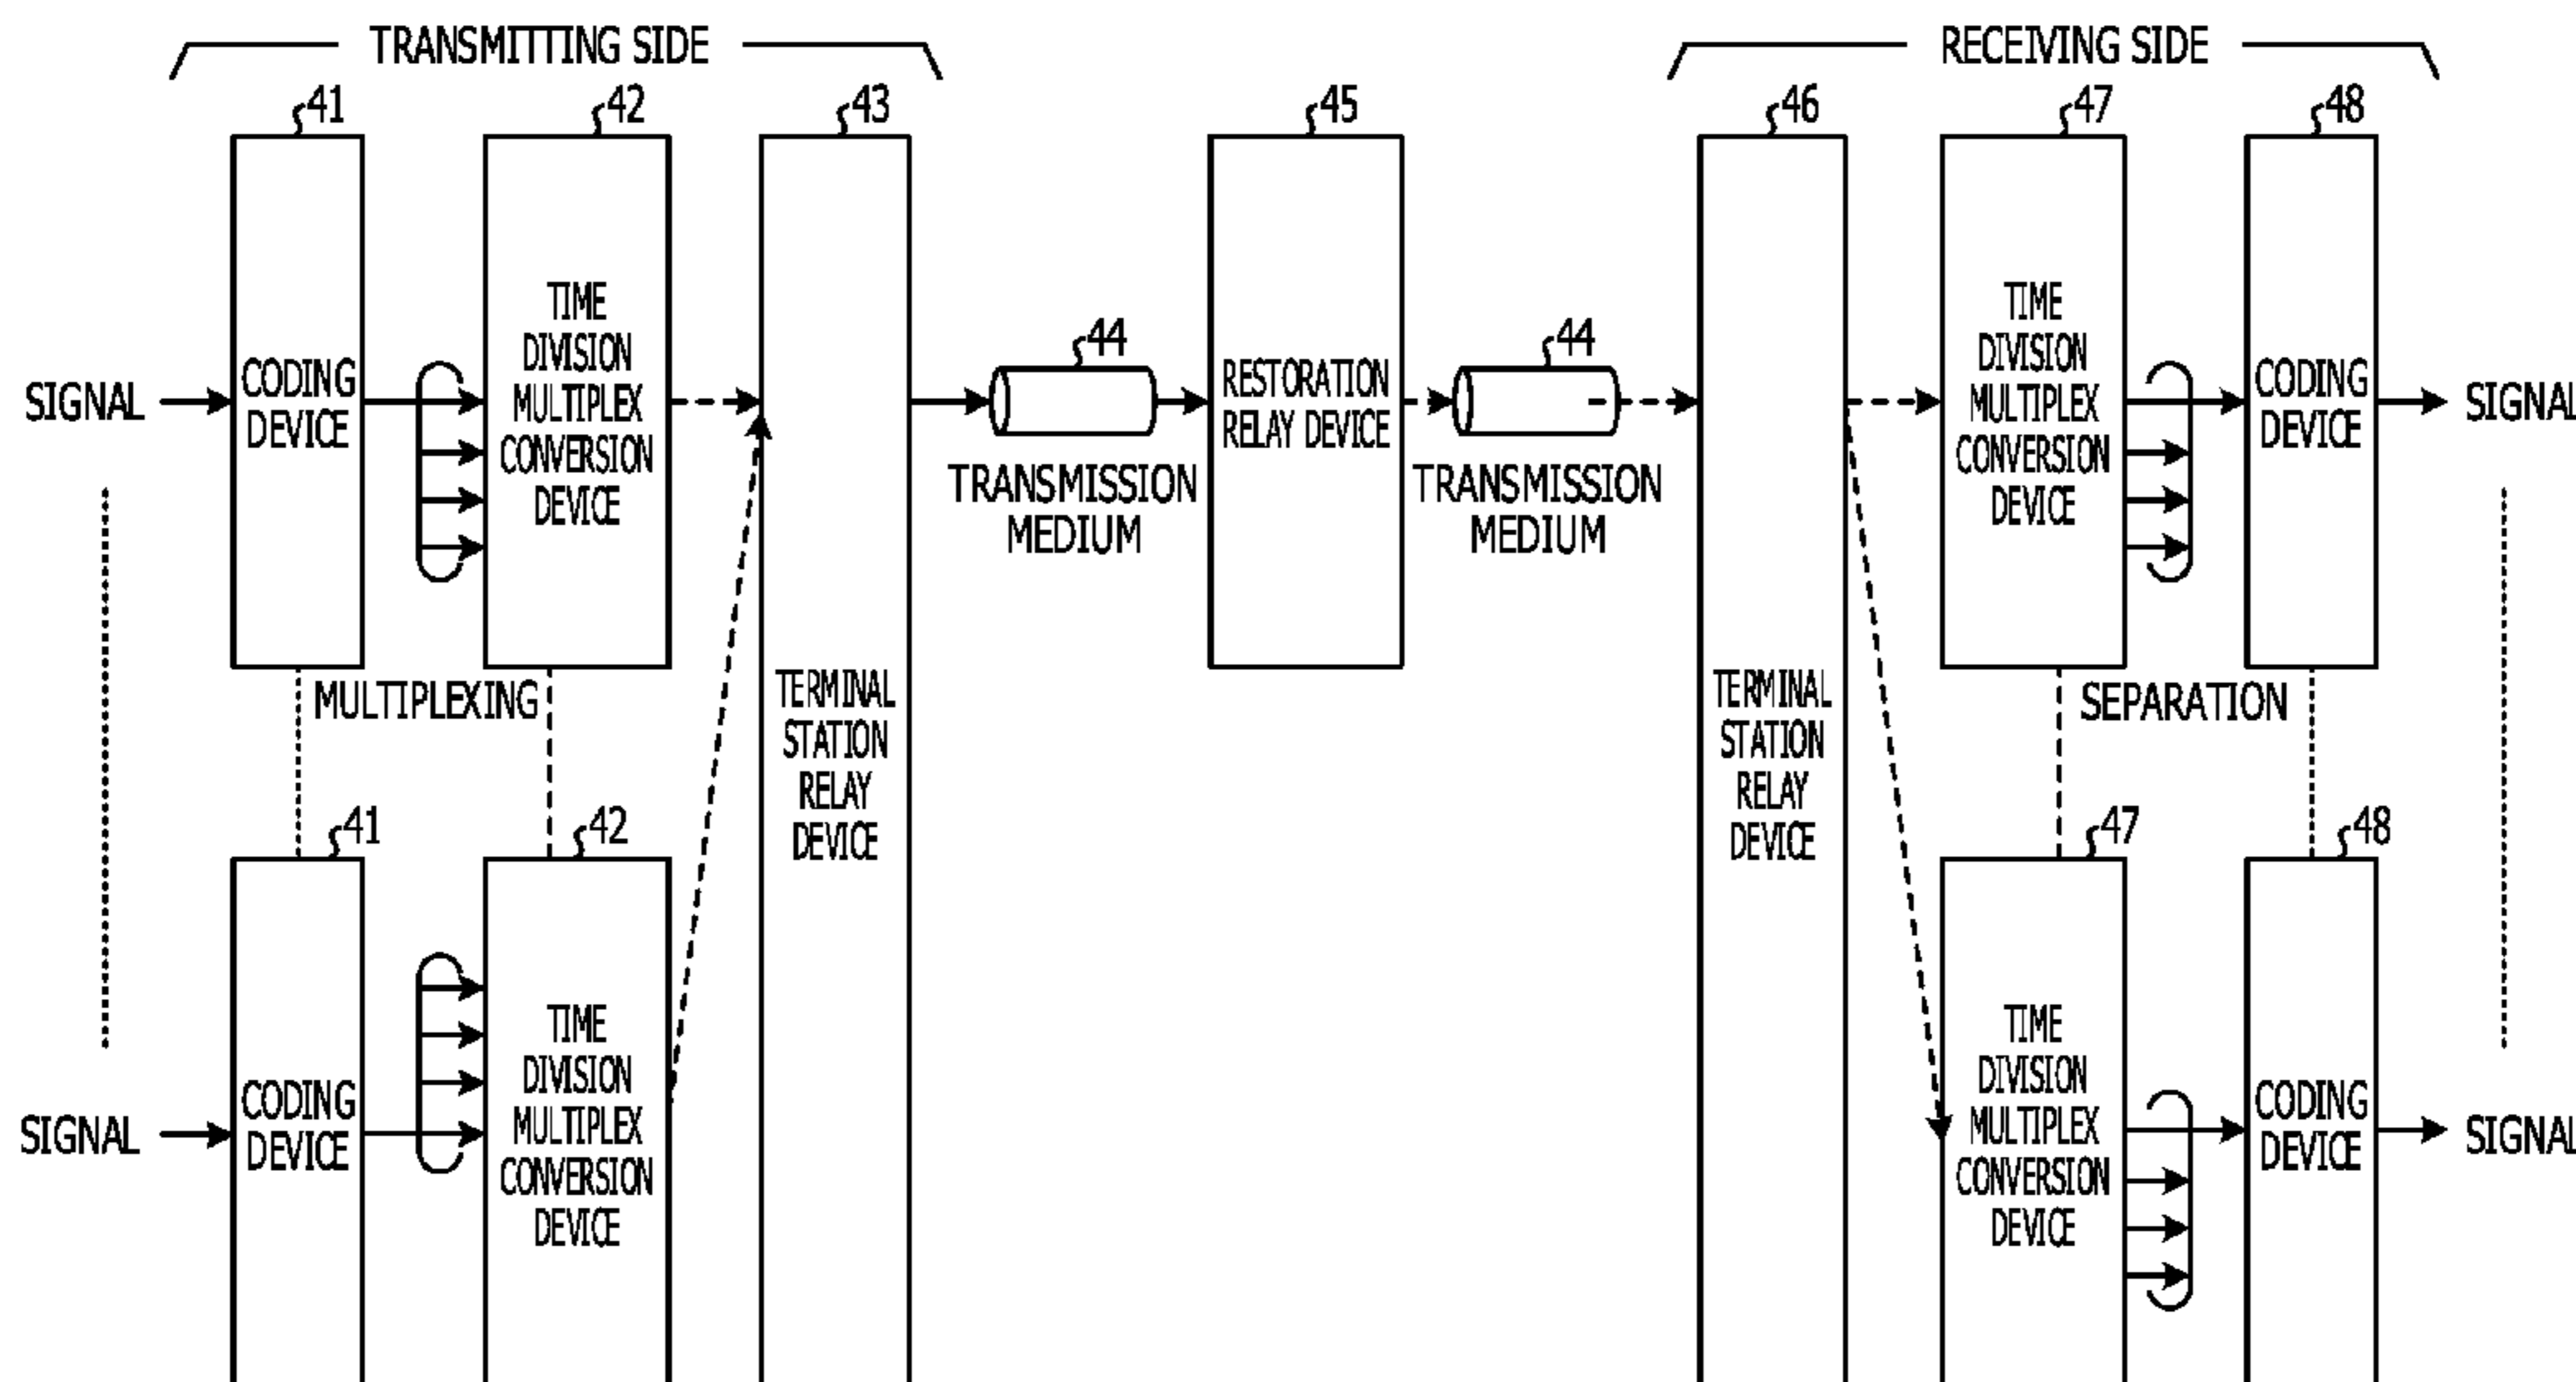 TRANSMITTING SIDE
RECEIVING SIDE
41
42
43
45
46
47
48
SIGNAL
CODING
DEVICE
TIME
DIVISION
MULTIPLEX
CONVERSION
DEVICE
44
TRANSMISSION
MEDIUM
RESTORATION
RELAY DEVICE
44
TRANSMISSION
MEDIUM
TIME
DIVISION
MULTIPLEX
CONVERSION
DEVICE
CODING
DEVICE
SIGNAL
MULTIPLEXING
TERMINAL
STATION
RELAY
DEVICE
TERMINAL
STATION
RELAY
DEVICE
SEPARATION
41
42
47
48
SIGNAL
CODING
DEVICE
TIME
DIVISION
MULTIPLEX
CONVERSION
DEVICE
TIME
DIVISION
MULTIPLEX
CONVERSION
DEVICE
CODING
DEVICE
SIGNAL